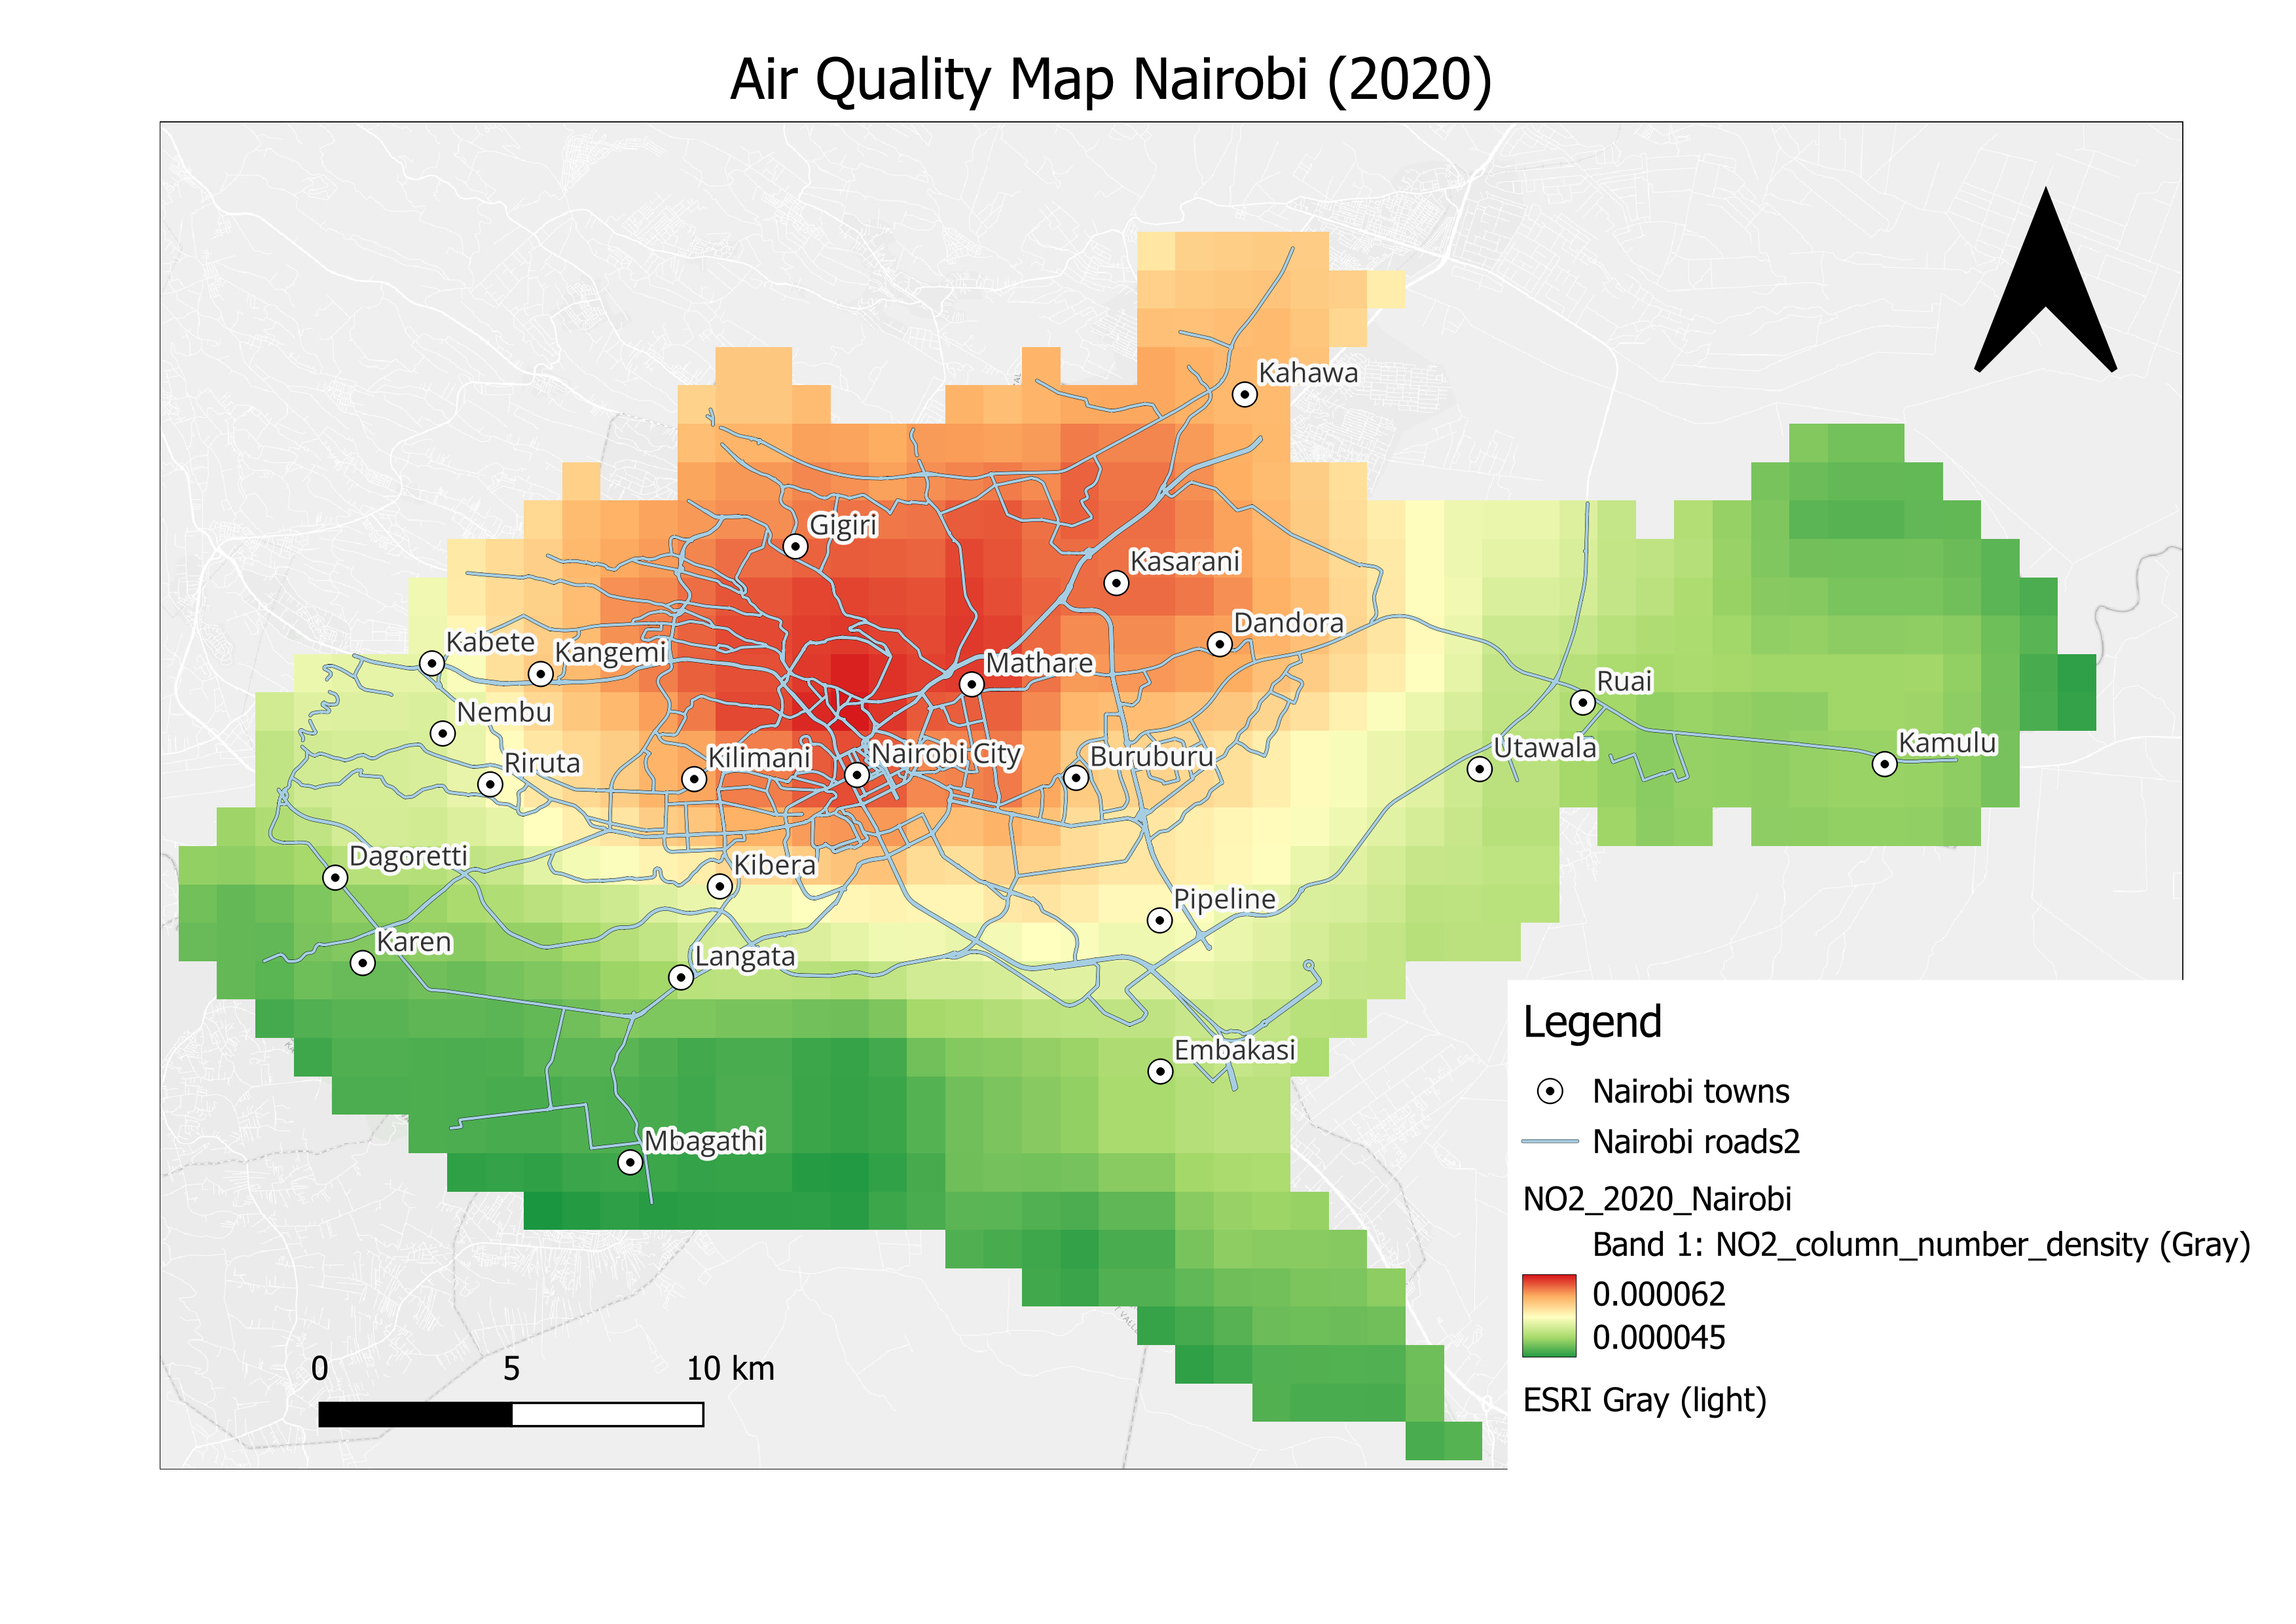 Air Quality Map Nairobi (2020)
Kahawa
Gigiri
Kasarani
Dandora
Kabete
Kangemi
Mathare
Ruai
Nembu
Riruta
Kilimani
Nairobi City
Buruburu
Utawala
Kamulu
Dagoretti
Kibera
Pipeline
Karen
Langata
Embakasi
Mbagathi
Legend
Nairobi towns
Nairobi roads2
NO2_2020_Nairobi
Band 1: NO2_column_number_density (Gray)
0.000062
0.000045
ESRI Gray (light)
0 5 10 km